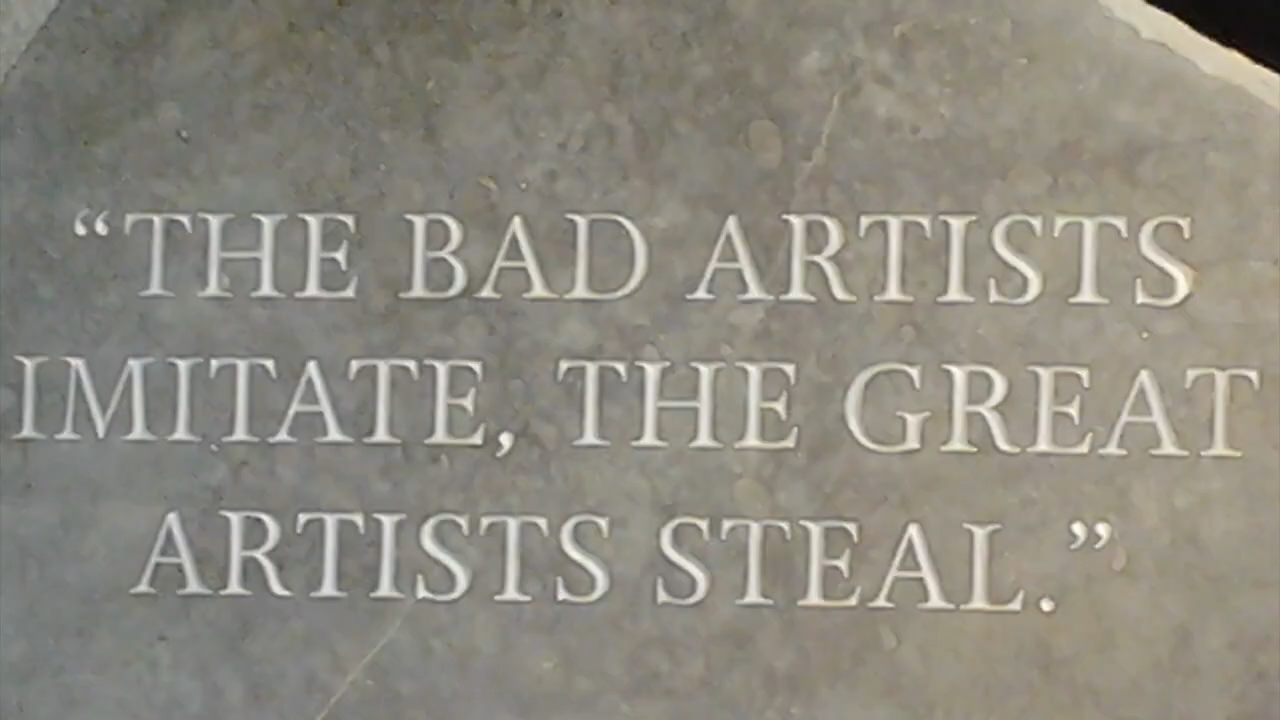 “THE BAD ARTISTS
IMITATE, THE GREAT
ARTISTS STEAL.”